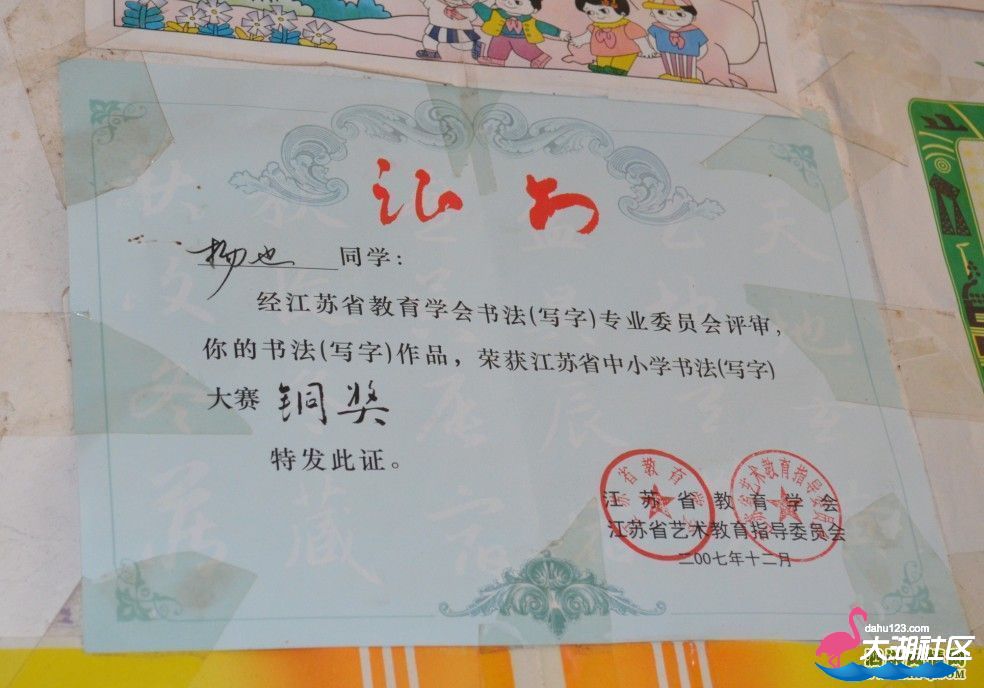 证书
杨也 同学：
经江苏省教育学会书法(写字)专业委员会评审，
你的书法(写字)作品，荣获江苏省中小学书法(写字)
大赛 铜奖
特发此证。
江苏省教育学会
江苏省艺术教育指导委员会
二00七年十二月
dahu123.com
大湖社区